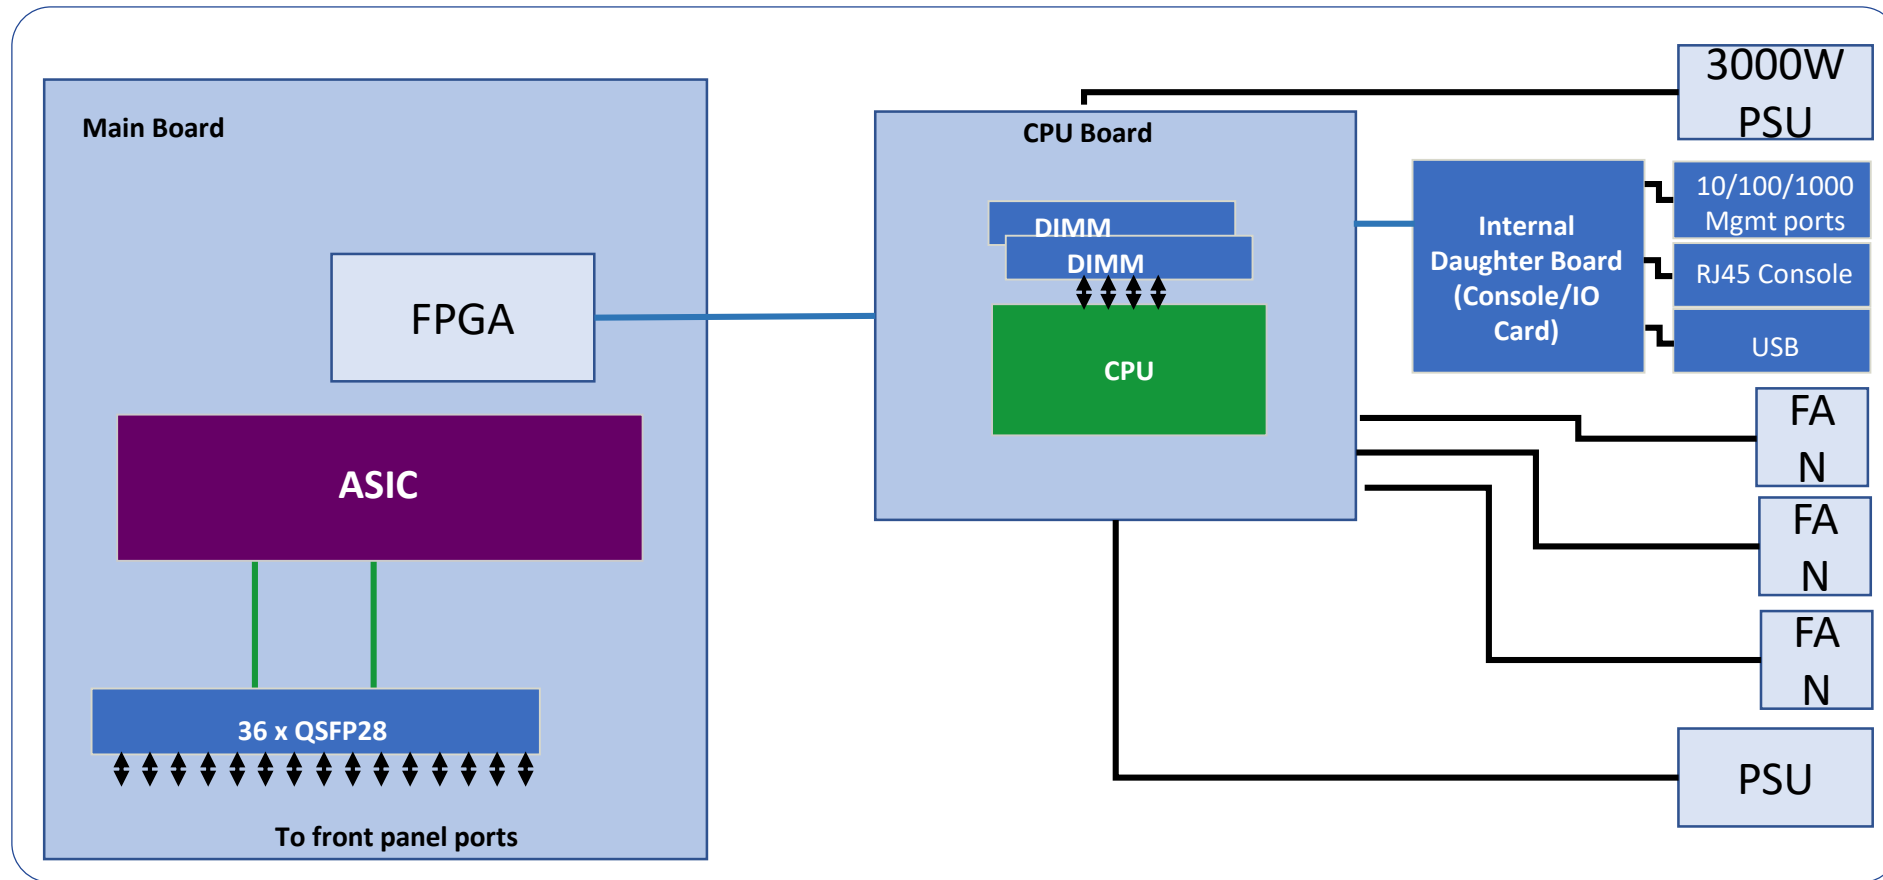 Main Board
FPGA
ASIC
36 x QSFP28
To front panel ports
CPU Board
DIMM
DIMM
CPU
3000W
PSU
Internal
Daughter Board
(Console/IO
Card)
10/100/1000
Mgmt ports
RJ45 Console
USB
FA
N
FA
N
FA
N
PSU